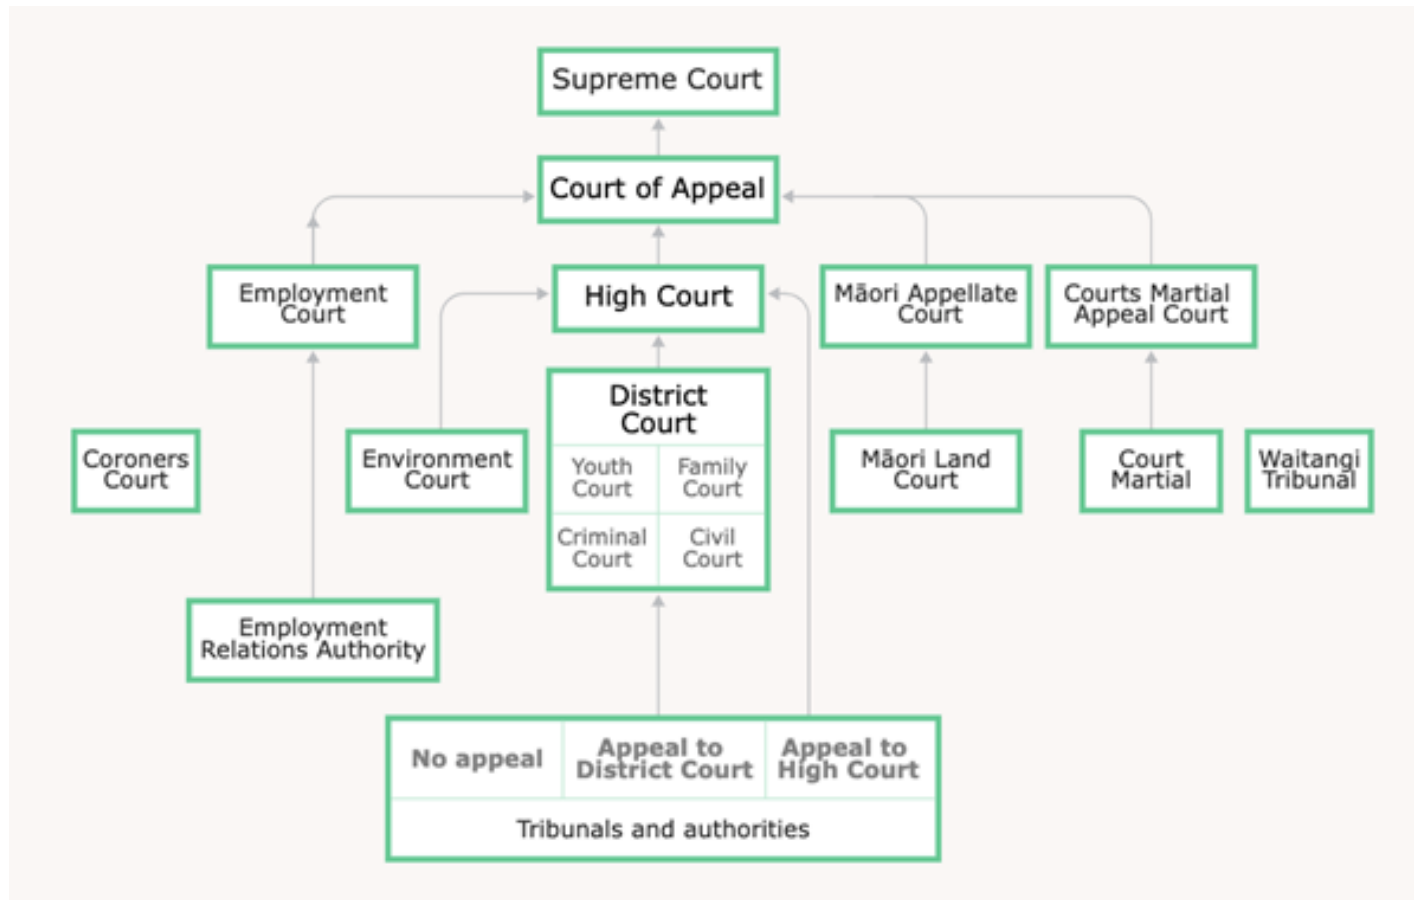 Supreme Court
Court of Appeal
Employment
Court
High Court
Māori Appellate
Court
Courts Martial
Appeal Court
District
Court
Coroners
Court
Environment
Court
Youth
Court
Family
Court
Criminal
Court
Civil
Court
Māori Land
Court
Court
Martial
Waitangi
Tribunal
Employment
Relations Authority
No appeal
Appeal to
District Court
Appeal to
High Court
Tribunals and authorities